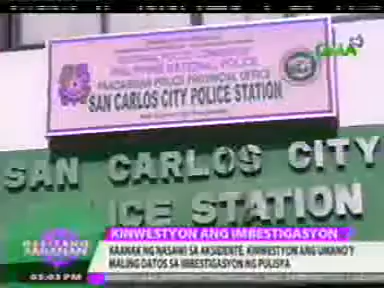 GMA
NATIONAL POLICE
PANGASINAN POLICE PROVINCIAL OFFICE
SAN CARLOS CITY POLICE STATION
SAN CARLOS CITY
ICE STATION
KINWESTYON ANG IMBESTIGASYON
KAANAK NG NASAWI SA AKSIDENTE, KINWESTYON ANG UMANO'Y
MALING DATOS SA IMBESTIGASYON NG PULISYA
BALITANG
AMIANAN
05:03 PM